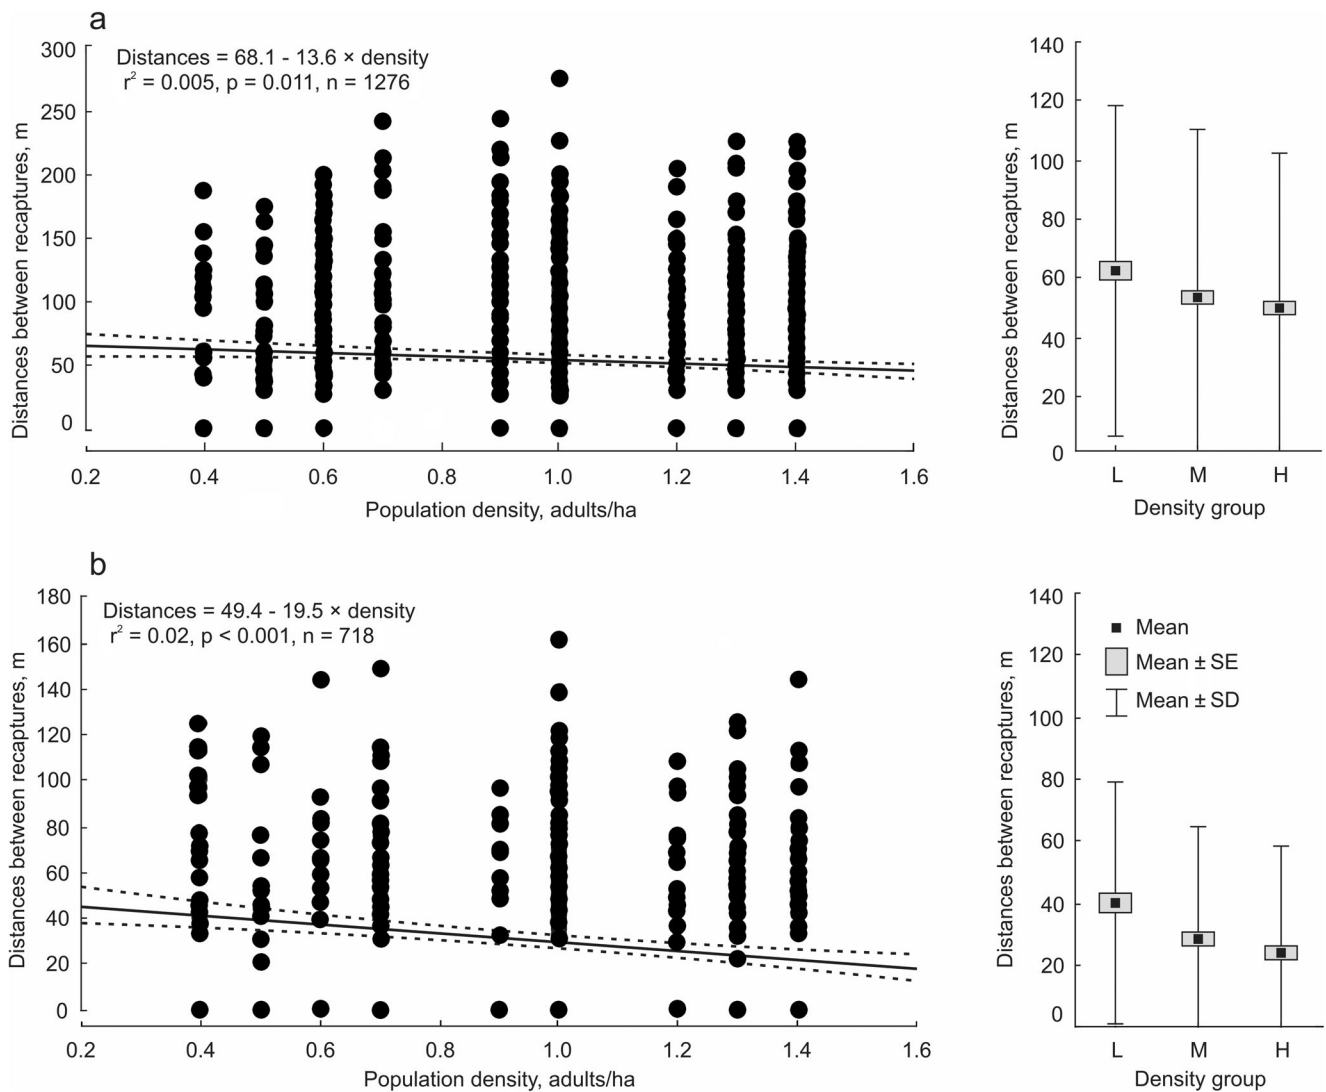 a
Distances = 68.1 - 13.6 × density
r² = 0.005, p = 0.011, n = 1276
Distances between recaptures, m
300
250
200
150
100
50
0
0.2 0.4 0.6 0.8 1.0 1.2 1.4 1.6
Population density, adults/ha
Distances between recaptures, m
140
120
100
80
60
40
20
0
L M H
Density group
b
Distances = 49.4 - 19.5 × density
r² = 0.02, p < 0.001, n = 718
Distances between recaptures, m
180
160
140
120
100
80
60
40
20
0
0.2 0.4 0.6 0.8 1.0 1.2 1.4 1.6
Population density, adults/ha
Distances between recaptures, m
140
120
100
80
60
40
20
0
Mean
Mean ± SE
Mean ± SD
L M H
Density group